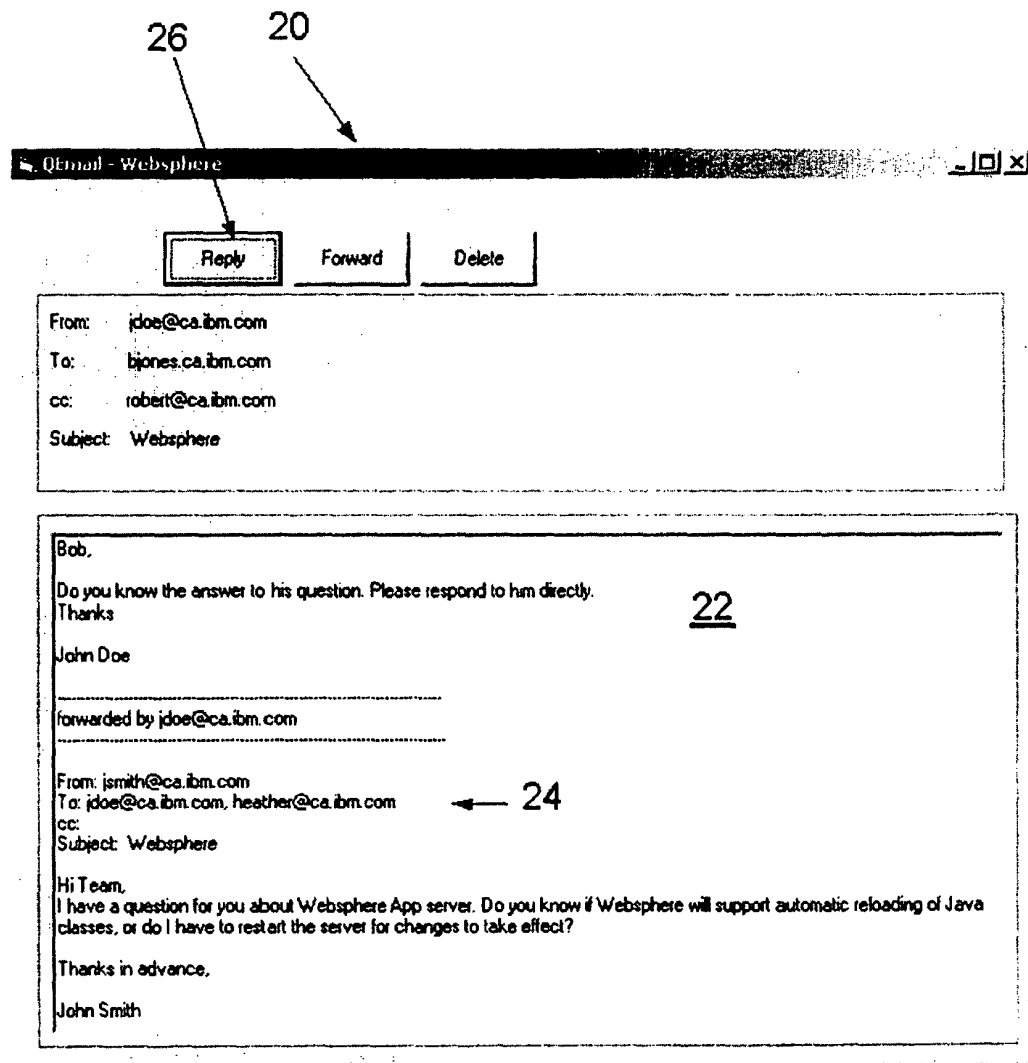 26 20
QEmail - Websphere
Reply Forward Delete
From: jdoe@ca.ibm.com
To: bjones.ca.ibm.com
cc: robert@ca.ibm.com
Subject: Websphere
Bob,
Do you know the answer to his question. Please respond to him directly.
Thanks
22
John Doe
forwarded by jdoe@ca.ibm.com
From: jsmith@ca.ibm.com
To: jdoe@ca.ibm.com, heather@ca.ibm.com
24
cc:
Subject: Websphere
Hi Team,
I have a question for you about Websphere App server. Do you know if Websphere will support automatic reloading of Java
classes, or do I have to restart the server for changes to take effect?
Thanks in advance,
John Smith